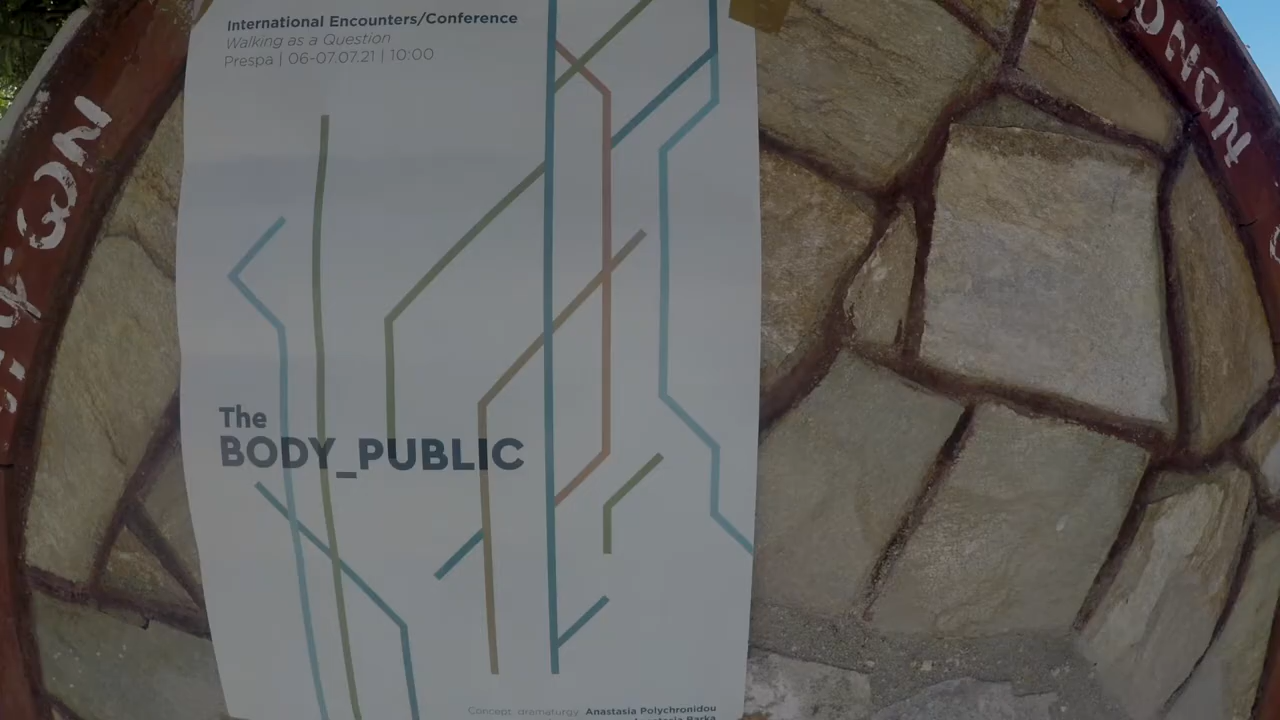 International Encounters/Conference
Walking as a Question
Prespa | 06-07.07.21 | 10:00
The
BODY_PUBLIC
Concept, dramaturgy Anastasia Polychronidou